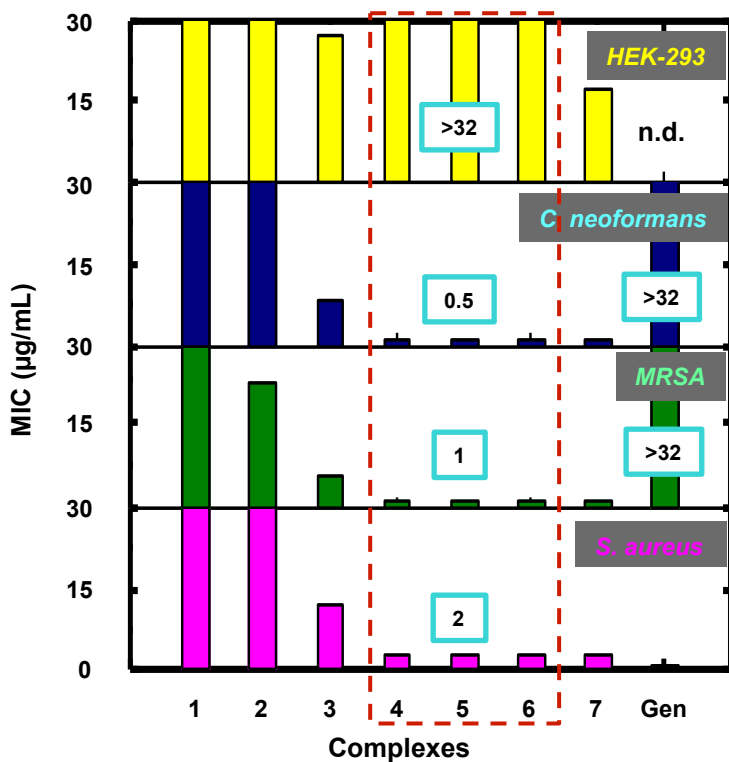 30
HEK-293
15
>32
n.d.
30
C. neoformans
15
0.5
>32
30
MRSA
15
1
>32
30
S. aureus
15
2
0
MIC (µg/mL)
1 2 3 4 5 6 7 Gen
Complexes